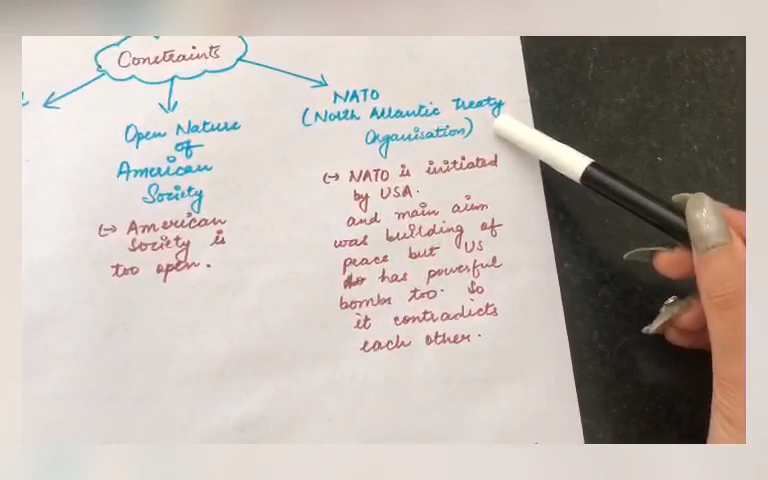 Constraints
Open Nature
of
American
Society
(→ American
Society is
too open.
NATO
(North Atlantic Treaty
Organisation)
(→ NATO is initiated
by USA.
and main aim
was building of
peace but US
has powerful
bombs too. So
it contradicts
each other.